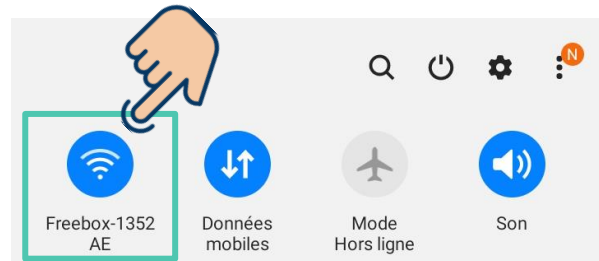 N
Freebox-1352
AE
Données
mobiles
Mode
Hors ligne
Son